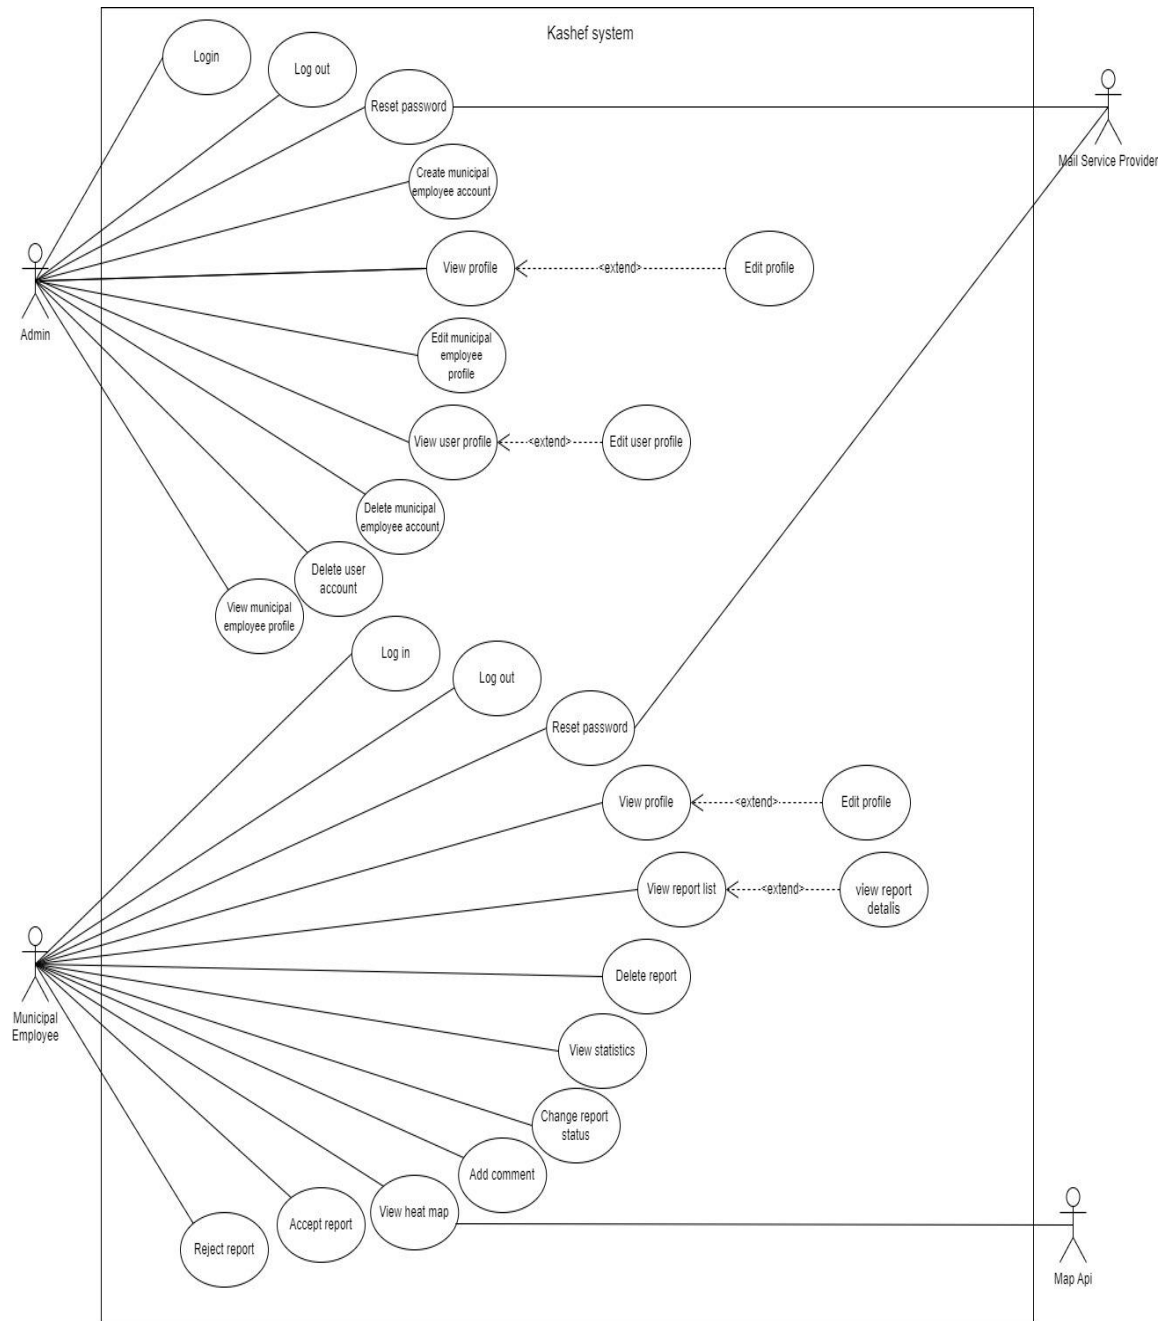 Kashef system
Login
Log out
Reset password
Mail Service Provider
Create municipal
employee account
View profile
<extend>
Edit profile
Admin
Edit municipal
employee
profile
View user profile
<extend>
Edit user profile
Delete municipal
employee account
Delete user
account
View municipal
employee profile
Log in
Log out
Reset password
View profile
<extend>
Edit profile
View report list
<extend>
view report
detalis
Delete report
Municipal
Employee
View statistics
Change report
status
Add comment
View heat map
Accept report
Reject report
Map Api